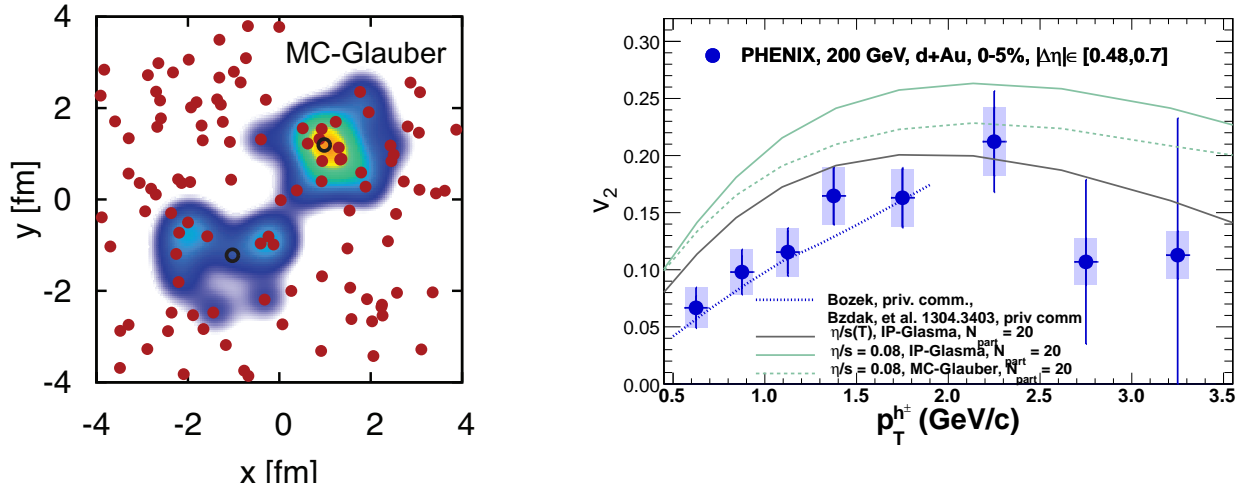 MC-Glauber
4
2
0
-2
-4
y [fm]
-4
-2
0
2
4
x [fm]
PHENIX, 200 GeV, d+Au, 0-5%, |Δη|∈ [0.48,0.7]
0.30
0.25
0.20
0.15
0.10
0.05
0.00
v2
Bozek, priv. comm.,
Bzdak, et al. 1304.3403, priv comm
η/s(T), IP-Glasma, Npart = 20
η/s = 0.08, IP-Glasma, Npart = 20
η/s = 0.08, MC-Glauber, Npart = 20
0.5
1.0
1.5
2.0
2.5
3.0
3.5
pT^h± (GeV/c)